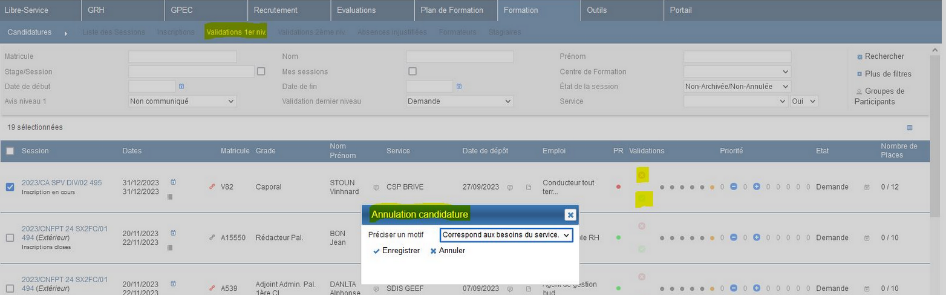 Libre-Service GRH GPEC Recrutement Evaluations Plan de Formation Formation Outils Portail
Candidatures Liste des Sessions Inscriptions Validations 1er niv Validations 2ème niv Absences injustifiées Formateurs Stagiaires
Matricule Nom Prénom Rechercher
Stage/Session Mes sessions Centre de Formation Plus de filtres
Date de début Date de fin État de la session Non-Archivée/Non-Annulée Groupes de
Avis niveau 1 Non communiqué Validation dernier niveau Demande Service Oui Participants
19 sélectionnées
Session Dates Matricule Grade Nom Prénom Service Date de dépôt Emploi PR Validations Priorité Etat Nombre de Places
2023/CA SPV DIV/02 495 31/12/2023 V82 Caporal STOUN CSP BRIVE 27/09/2023 Conducteur tout 0 0 0 0 0 0 0 Demande 0/12
Inscription en cours 31/12/2023 Vinhnard terr...
Annulation candidature
2023/CNFPT 24 SX2FC/01 20/11/2023 A15550 Rédacteur Pal. BON Préciser un motif Correspond aux besoins du service. RH Demande 0/10
494 (Extérieur) 22/11/2023 Jean
Inscriptions closes
Enregistrer Annuler
2023/CNFPT 24 SX2FC/01 20/11/2023 A539 Adjoint Admin. Pal. DANLTA SDIS GEEF 07/09/2023 Agent de gestion Demande 0/10
494 (Extérieur) 22/11/2023 1ère Cl. Alphonse bud...